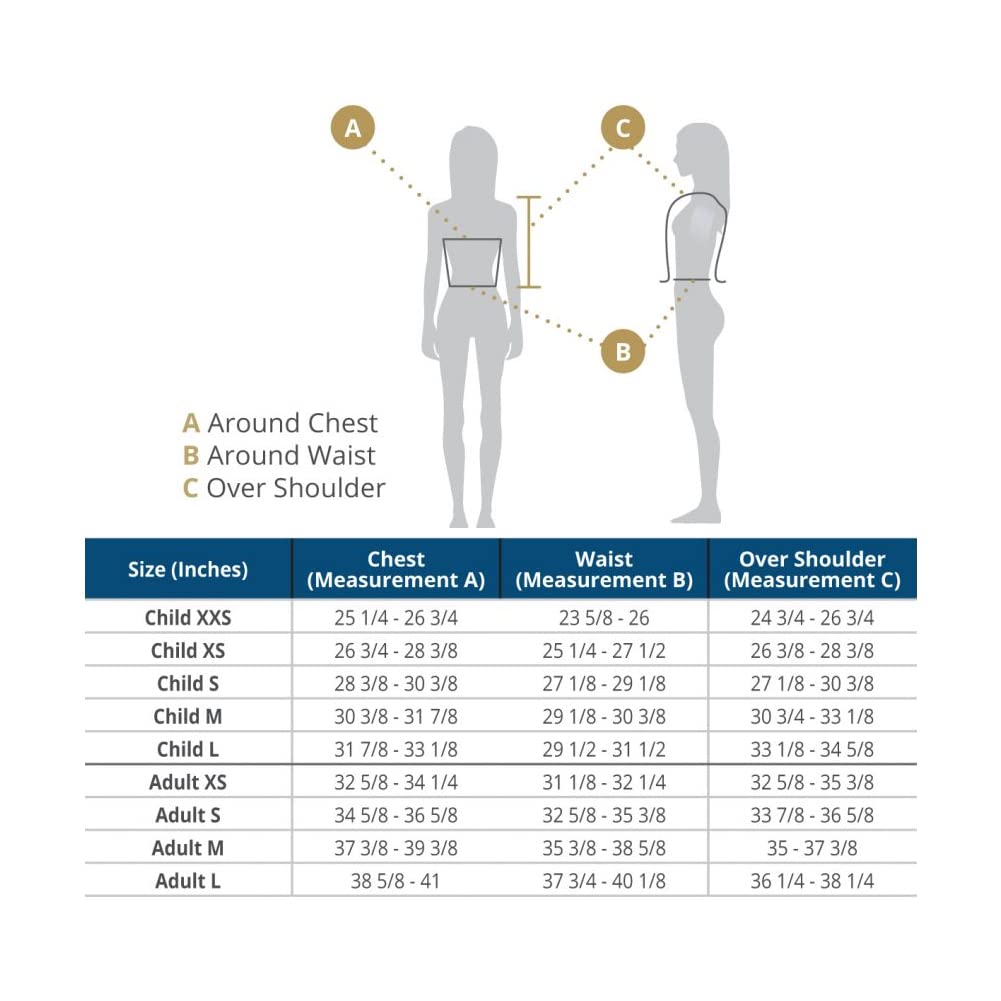 A
C
B
A Around Chest
B Around Waist
C Over Shoulder
Size (Inches) Chest (Measurement A) Waist (Measurement B) Over Shoulder (Measurement C)
Child XXS 25 1/4 - 26 3/4 23 5/8 - 26 24 3/4 - 26 3/4
Child XS 26 3/4 - 28 3/8 25 1/4 - 27 1/2 26 3/8 - 28 3/8
Child S 28 3/8 - 30 3/8 27 1/8 - 29 1/8 27 1/8 - 30 3/8
Child M 30 3/8 - 31 7/8 29 1/8 - 30 3/8 30 3/4 - 33 1/8
Child L 31 7/8 - 33 1/8 29 1/2 - 31 1/2 33 1/8 - 34 5/8
Adult XS 32 5/8 - 34 1/4 31 1/8 - 32 1/4 32 5/8 - 35 3/8
Adult S 34 5/8 - 36 5/8 32 5/8 - 35 3/8 33 7/8 - 36 5/8
Adult M 37 3/8 - 39 3/8 35 3/8 - 38 5/8 35 - 37 3/8
Adult L 38 5/8 - 41 37 3/4 - 40 1/8 36 1/4 - 38 1/4